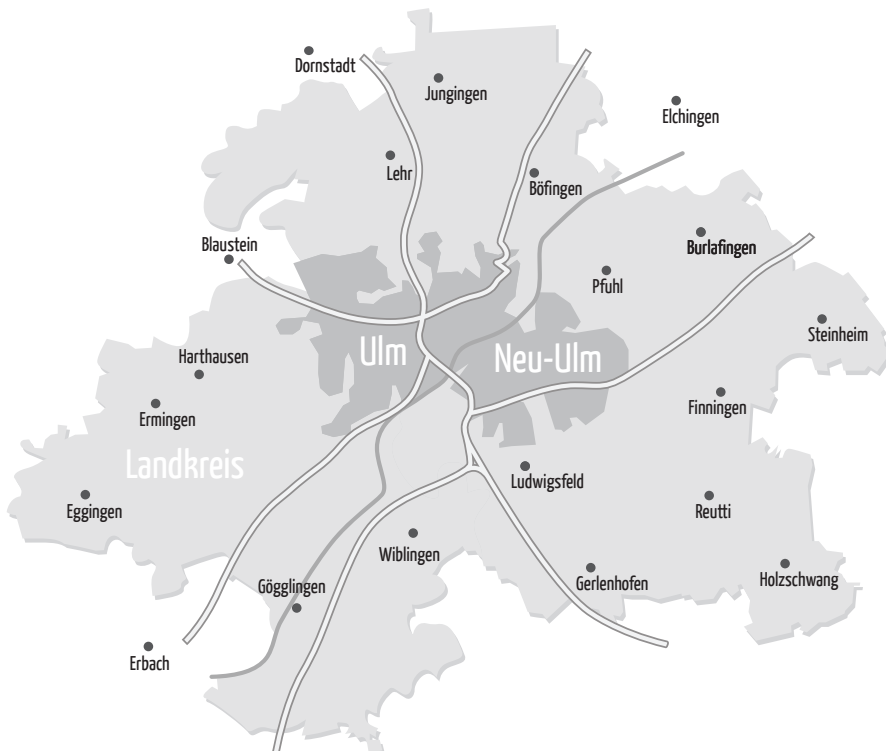 Dornstadt
Jungingen
Elchingen
Lehr
Böfingen
Blaustein
Burlafingen
Pfuhl
Steinheim
Ulm
Neu-Ulm
Harthausen
Finningen
Ermingen
Landkreis
Ludwigsfeld
Eggingen
Reutti
Wiblingen
Gögglingen
Gerlenhofen
Holzschwang
Erbach